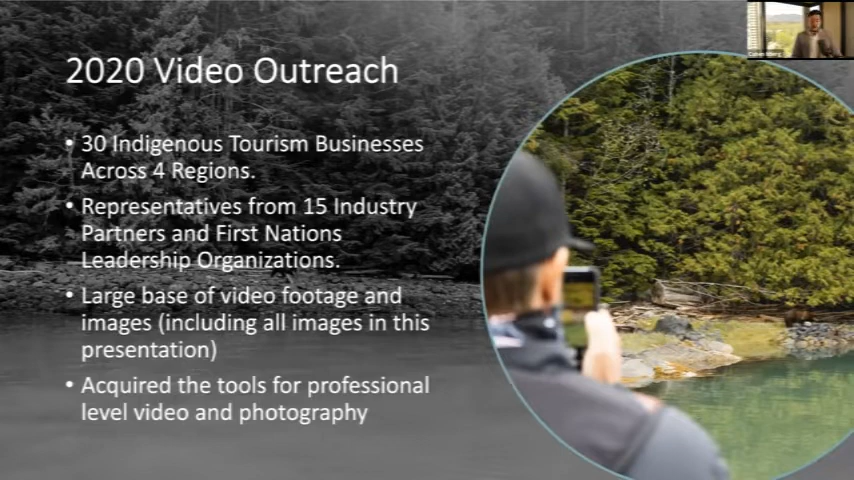 2020 Video Outreach
• 30 Indigenous Tourism Businesses
Across 4 Regions.
• Representatives from 15 Industry
Partners and First Nations
Leadership Organizations.
• Large base of video footage and
images (including all images in this
presentation)
• Acquired the tools for professional
level video and photography